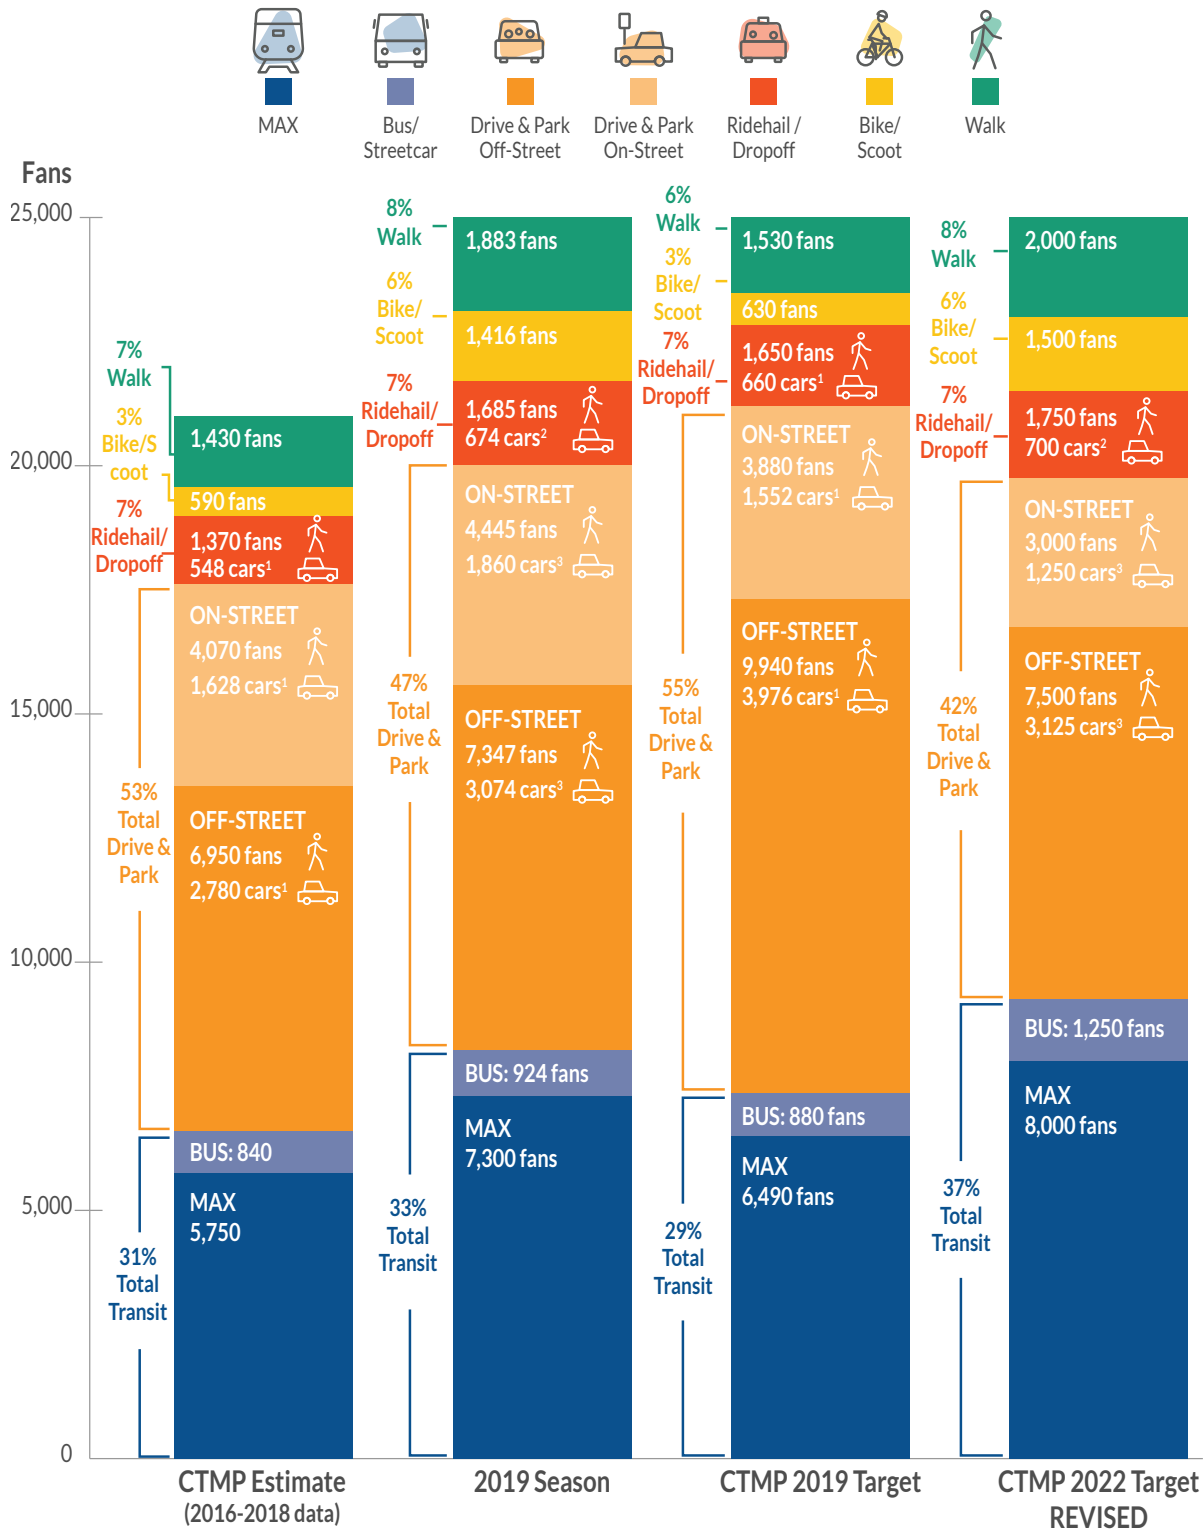 MAX
Bus/
Streetcar
Drive & Park
Off-Street
Drive & Park
On-Street
Ridehail /
Dropoff
Bike/
Scoot
Walk
Fans
25,000
20,000
15,000
10,000
5,000
0
7%
Walk
3%
Bike/S
coot
7%
Ridehail/
Dropoff
53%
Total
Drive &
Park
31%
Total
Transit
1,430 fans
590 fans
1,370 fans
548 cars¹
ON-STREET
4,070 fans
1,628 cars¹
OFF-STREET
6,950 fans
2,780 cars¹
BUS: 840
MAX
5,750
CTMP Estimate
(2016-2018 data)
8%
Walk
6%
Bike/
Scoot
7%
Ridehail/
Dropoff
47%
Total
Drive &
Park
33%
Total
Transit
1,883 fans
1,416 fans
1,685 fans
674 cars²
ON-STREET
4,445 fans
1,860 cars³
OFF-STREET
7,347 fans
3,074 cars³
BUS: 924 fans
MAX
7,300 fans
2019 Season
6%
Walk
3%
Bike/
Scoot
7%
Ridehail/
Dropoff
55%
Total
Drive &
Park
29%
Total
Transit
1,530 fans
630 fans
1,650 fans
660 cars¹
ON-STREET
3,880 fans
1,552 cars¹
OFF-STREET
9,940 fans
3,976 cars¹
BUS: 880 fans
MAX
6,490 fans
CTMP 2019 Target
8%
Walk
6%
Bike/
Scoot
7%
Ridehail/
Dropoff
42%
Total
Drive &
Park
37%
Total
Transit
2,000 fans
1,500 fans
1,750 fans
700 cars²
ON-STREET
3,000 fans
1,250 cars³
OFF-STREET
7,500 fans
3,125 cars³
BUS: 1,250 fans
MAX
8,000 fans
CTMP 2022 Target
REVISED